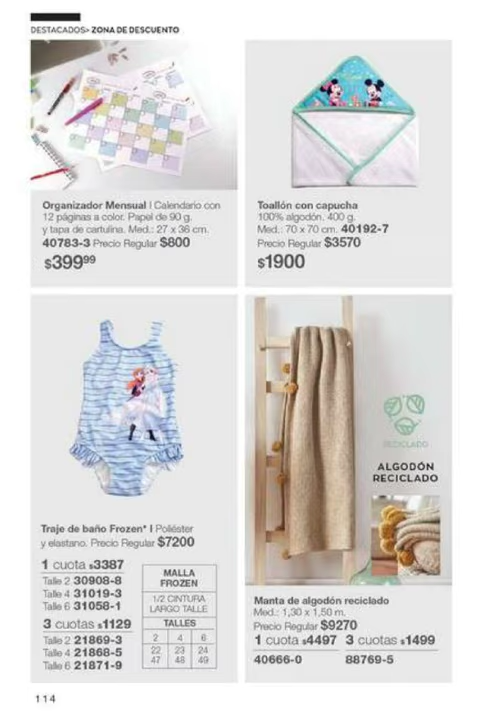 DESTACADOS> ZONA DE DESCUENTO
Organizador Mensual | Calendario con
12 páginas a color. Papel de 90 g.
y tapa de cartulina. Med.: 27 x 36 cm.
40783-3 Precio Regular $800
$399⁹⁹
Toallón con capucha
100% algodón. 400 g.
Med.: 70 x 70 cm. 40192-7
Precio Regular $3570
$1900
Traje de baño Frozen* | Poliéster
y elastano. Precio Regular $7200
1 cuota $3387
Talle 2 30908-8
Talle 4 31019-3
Talle 6 31058-1
3 cuotas $1129
Talle 2 21869-3
Talle 4 21868-5
Talle 6 21871-9
MALLA
FROZEN
1/2 CINTURA
LARGO TALLE
TALLES
2 4 6
22 23 24
47 48 49
RECICLADO
ALGODÓN
RECICLADO
Manta de algodón reciclado
Med.: 1,30 x 1,50 m.
Precio Regular $9270
1 cuota $4497 3 cuotas $1499
40666-0 88769-5
114